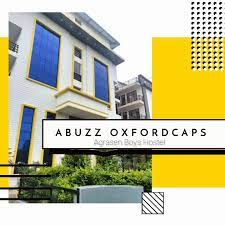 ABUZZ OXFORDCAPS
Agrasen Boys Hostel